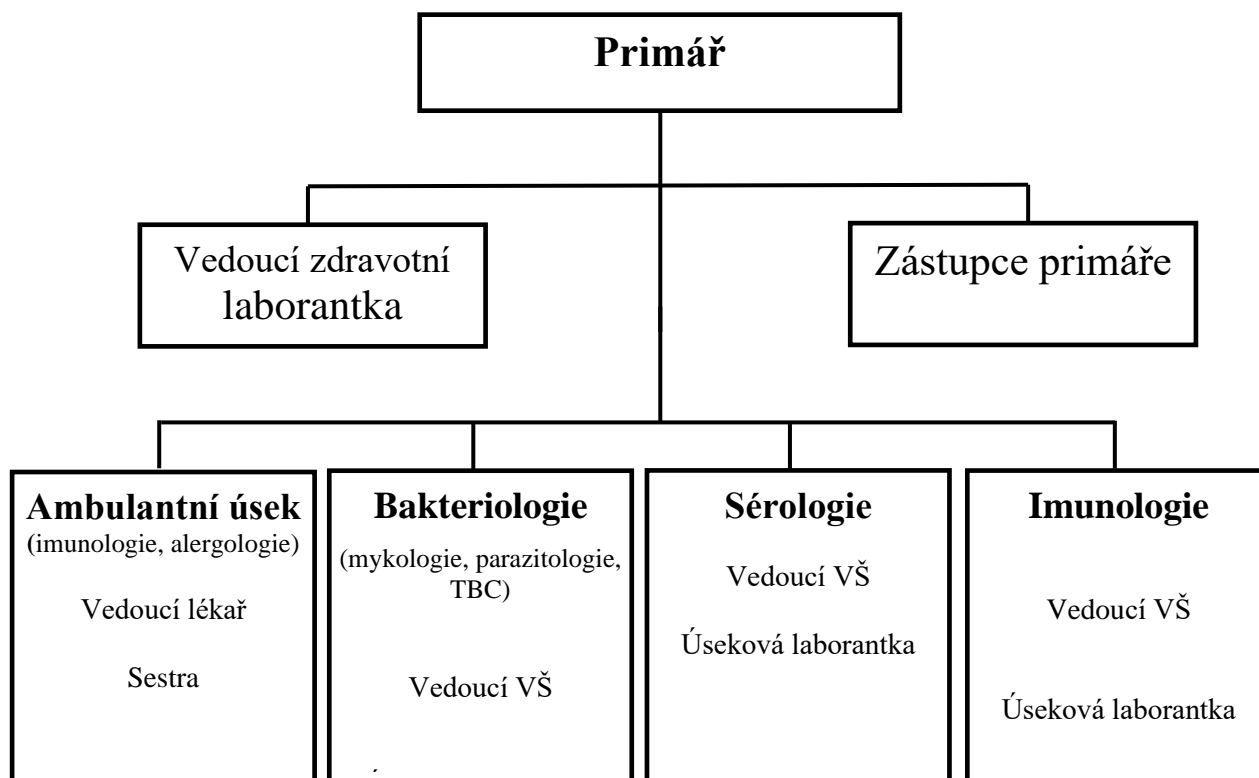 Primář
Vedoucí zdravotní
laborantka
Zástupce primáře
Ambulantní úsek
(imunologie, alergologie)
Vedoucí lékař
Sestra
Bakteriologie
(mykologie, parazitologie,
TBC)
Vedoucí VŠ
Sérologie
Vedoucí VŠ
Úseková laborantka
Imunologie
Vedoucí VŠ
Úseková laborantka